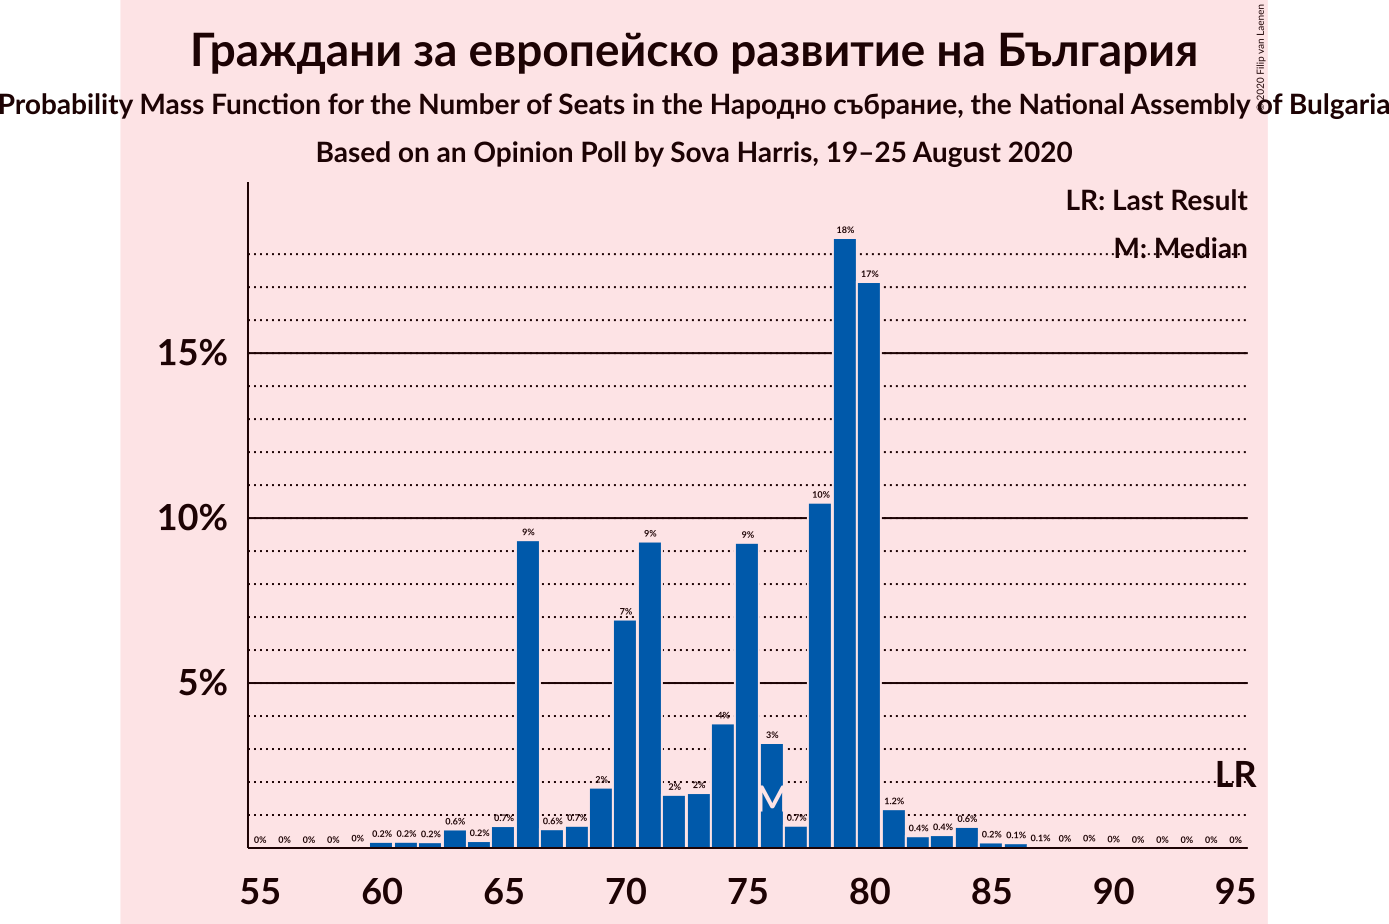 Граждани за европейско развитие на България
Probability Mass Function for the Number of Seats in the Народно събрание, the National Assembly of Bulgaria
Based on an Opinion Poll by Sova Harris, 19–25 August 2020
© 2020 Filip van Laenen
LR: Last Result
M: Median
15%
10%
5%
0% 0% 0% 0% 0% 0.2% 0.2% 0.2% 0.6% 0.2% 0.7% 9% 0.6% 0.7% 2% 7% 9% 2% 2% 4% 9% 3% 0.7% 10% 18% 17% 1.2% 0.4% 0.4% 0.6% 0.2% 0.1% 0.1% 0% 0% 0% 0% 0% 0% 0% 0%
M
LR
55 60 65 70 75 80 85 90 95